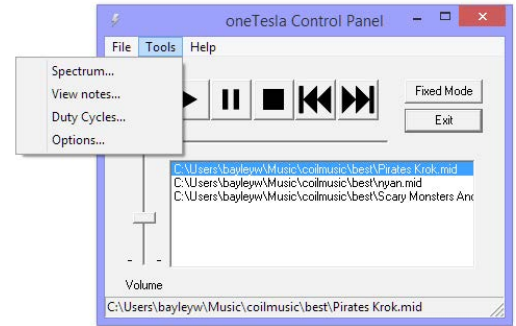 oneTesla Control Panel
File Tools Help
Spectrum...
View notes...
Duty Cycles...
Options...
Fixed Mode
Exit
C:\Users\bayleyw\Music\coilmusic\best\Pirates Krok.mid
C:\Users\bayleyw\Music\coilmusic\best\nyan.mid
C:\Users\bayleyw\Music\coilmusic\best\Scary Monsters And
Volume
C:\Users\bayleyw\Music\coilmusic\best\Pirates Krok.mid